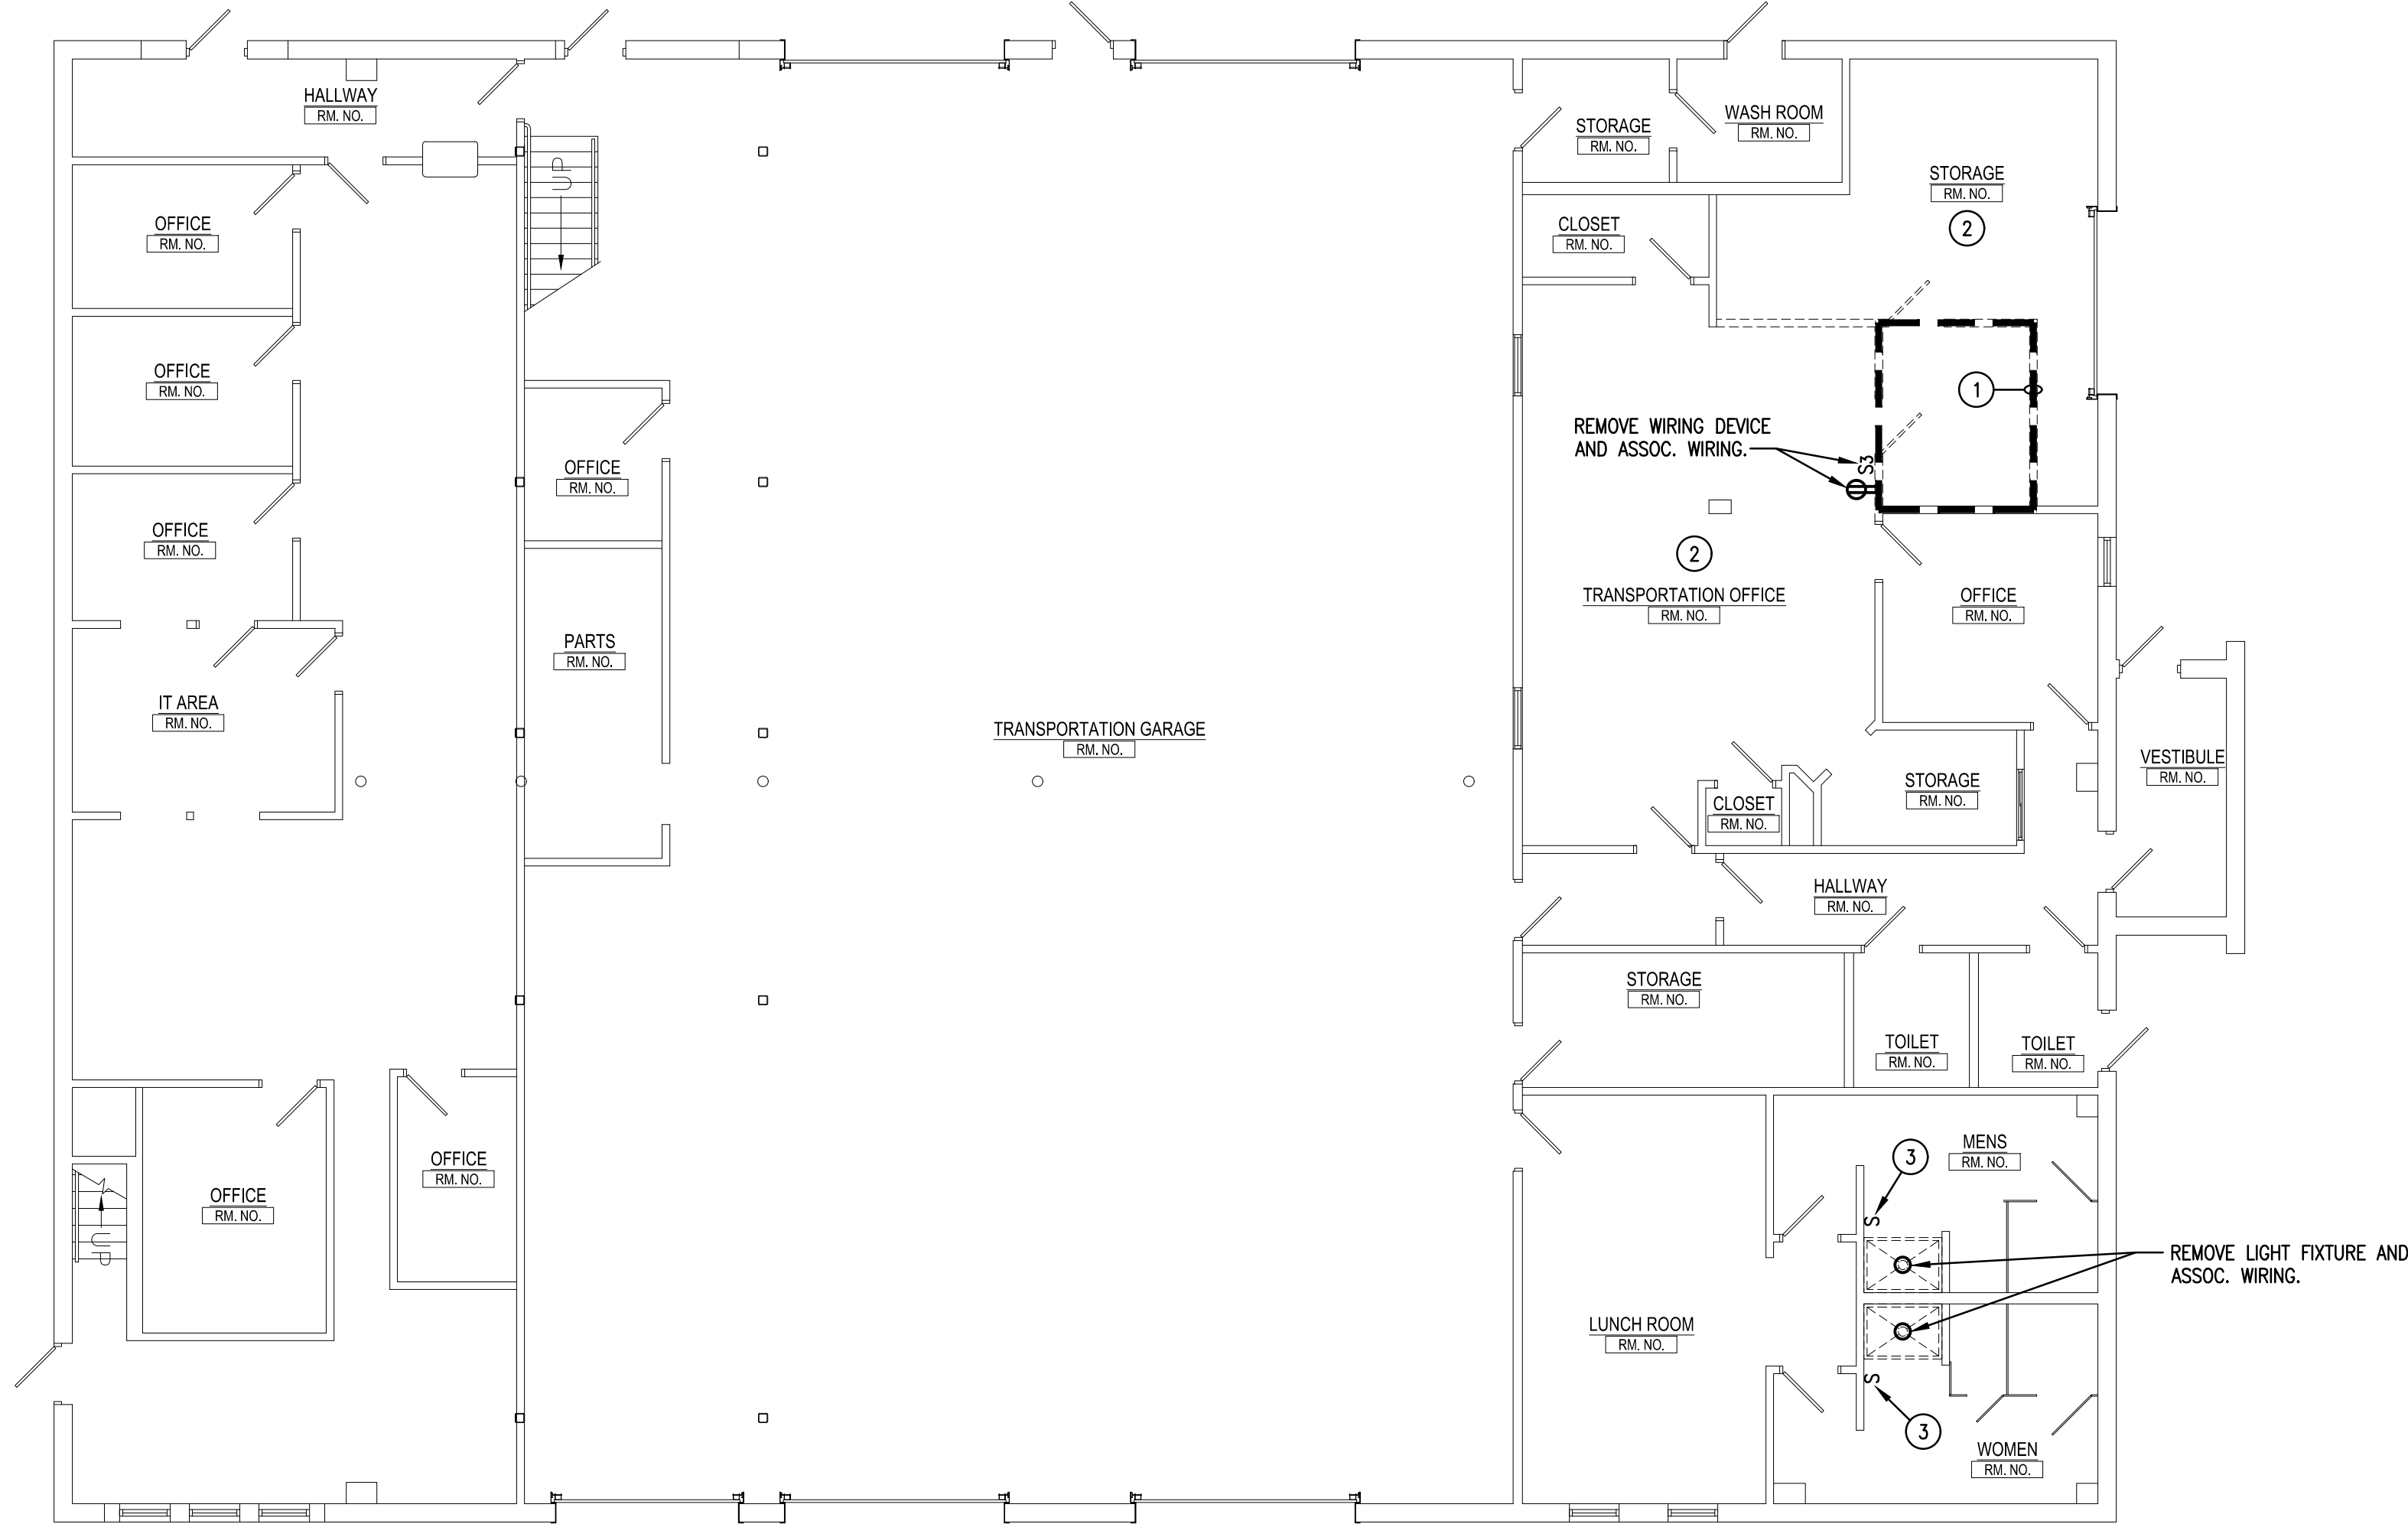 HALLWAY
RM. NO.
STORAGE
RM. NO.
WASH ROOM
RM. NO.
STORAGE
RM. NO.
2
UP
OFFICE
RM. NO.
CLOSET
RM. NO.
OFFICE
RM. NO.
1
REMOVE WIRING DEVICE
AND ASSOC. WIRING.
S3
OFFICE
RM. NO.
OFFICE
RM. NO.
2
TRANSPORTATION OFFICE
RM. NO.
OFFICE
RM. NO.
PARTS
RM. NO.
IT AREA
RM. NO.
TRANSPORTATION GARAGE
RM. NO.
VESTIBULE
RM. NO.
STORAGE
RM. NO.
CLOSET
RM. NO.
HALLWAY
RM. NO.
STORAGE
RM. NO.
TOILET
RM. NO.
TOILET
RM. NO.
OFFICE
RM. NO.
OFFICE
RM. NO.
UP
3
MENS
RM. NO.
S
REMOVE LIGHT FIXTURE AND
ASSOC. WIRING.
LUNCH ROOM
RM. NO.
S
3
WOMEN
RM. NO.